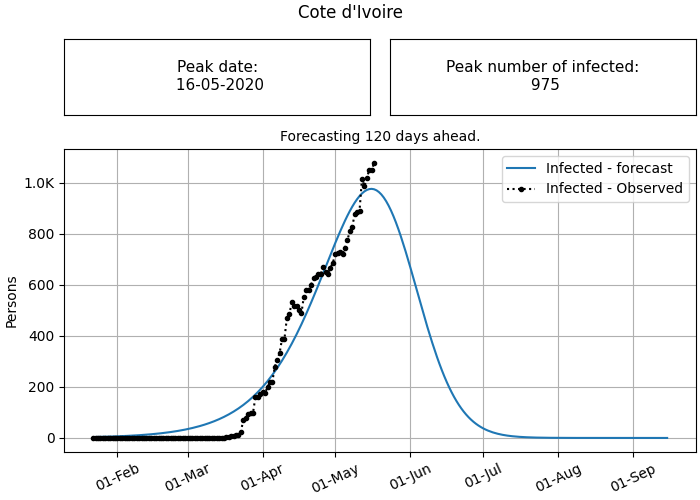 Cote d'Ivoire
Peak date:
16-05-2020
Peak number of infected:
975
Forecasting 120 days ahead.
Infected - forecast
Infected - Observed
Persons
1.0K
800
600
400
200
0
01-Feb
01-Mar
01-Apr
01-May
01-Jun
01-Jul
01-Aug
01-Sep